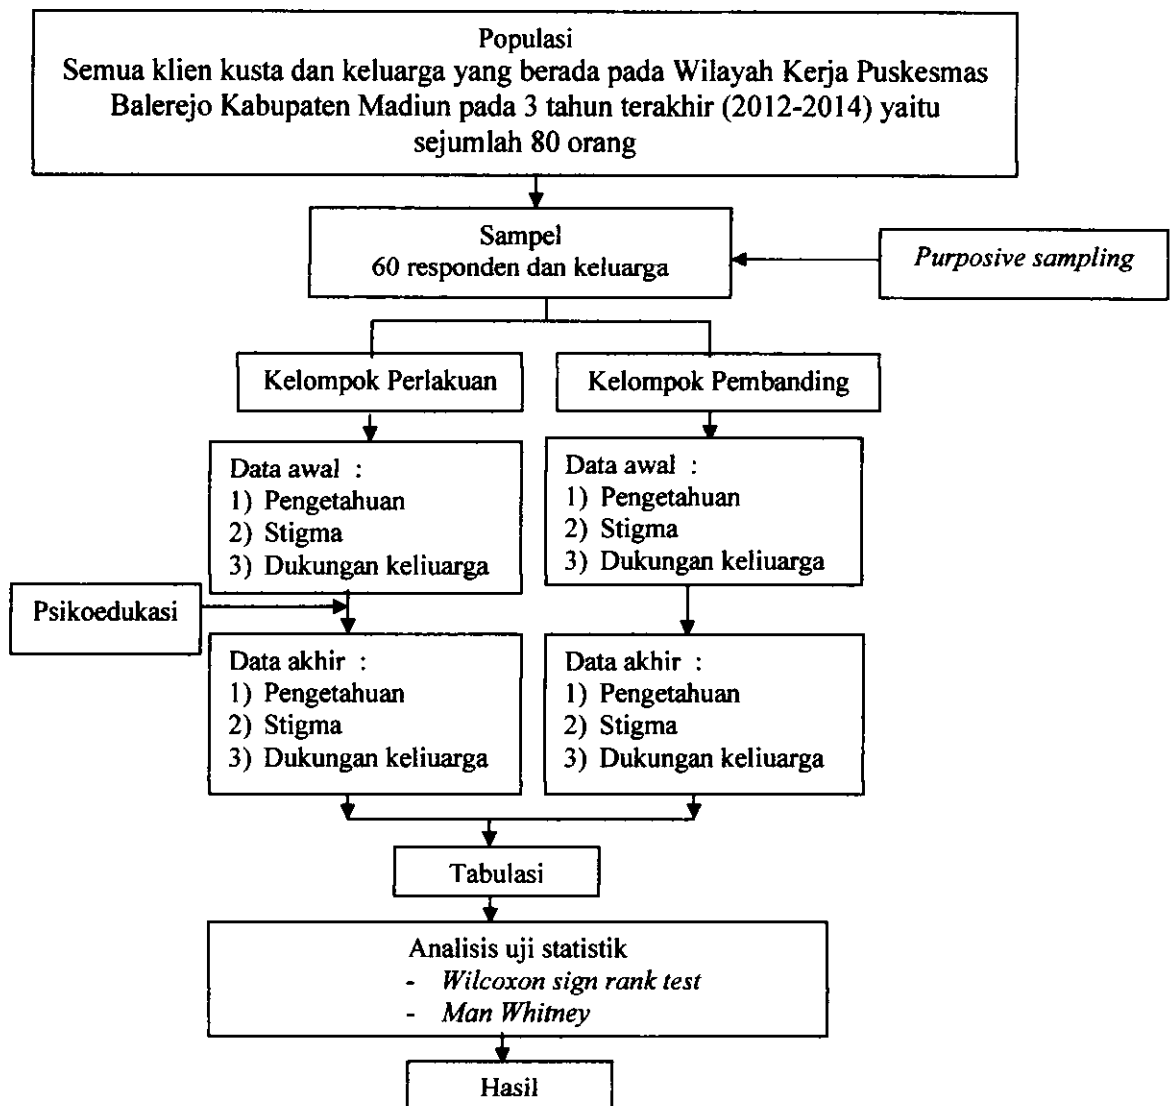 Populasi
Semua klien kusta dan keluarga yang berada pada Wilayah Kerja Puskesmas
Balerejo Kabupaten Madiun pada 3 tahun terakhir (2012-2014) yaitu
sejumlah 80 orang
Sampel
60 responden dan keluarga
Purposive sampling
Kelompok Perlakuan
Kelompok Pembanding
Data awal :
1) Pengetahuan
2) Stigma
3) Dukungan keliuarga
Data awal :
1) Pengetahuan
2) Stigma
3) Dukungan keliuarga
Psikoedukasi
Data akhir :
1) Pengetahuan
2) Stigma
3) Dukungan keliuarga
Data akhir :
1) Pengetahuan
2) Stigma
3) Dukungan keliuarga
Tabulasi
Analisis uji statistik
- Wilcoxon sign rank test
- Man Whitney
Hasil